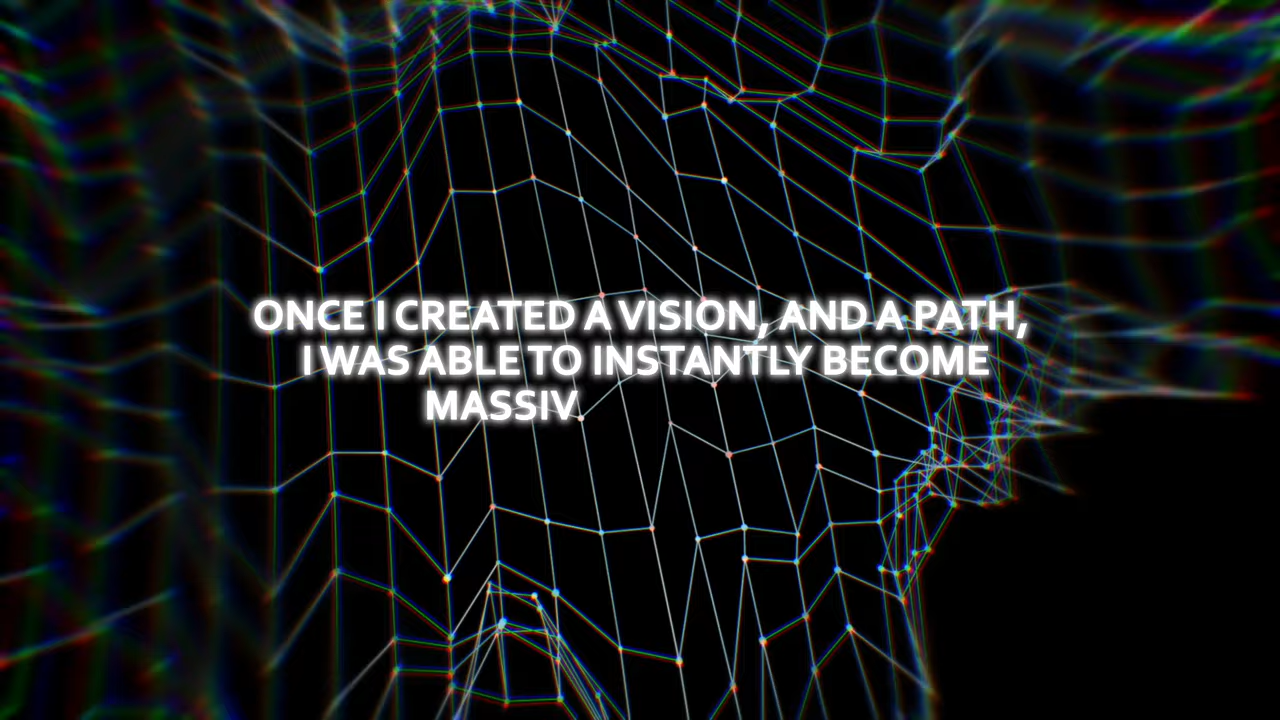 ONCE I CREATED A VISION, AND A PATH,
I WAS ABLE TO INSTANTLY BECOME
MASSIV